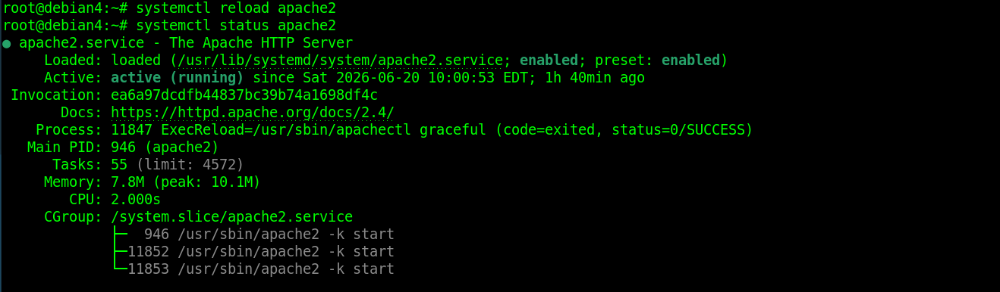 root@debian4:~# systemctl reload apache2
root@debian4:~# systemctl status apache2
● apache2.service - The Apache HTTP Server
     Loaded: loaded (/usr/lib/systemd/system/apache2.service; enabled; preset: enabled)
     Active: active (running) since Sat 2026-06-20 10:00:53 EDT; 1h 40min ago
 Invocation: ea6a97dcdfb44837bc39b74a1698df4c
       Docs: https://httpd.apache.org/docs/2.4/
    Process: 11847 ExecReload=/usr/sbin/apachectl graceful (code=exited, status=0/SUCCESS)
   Main PID: 946 (apache2)
      Tasks: 55 (limit: 4572)
     Memory: 7.8M (peak: 10.1M)
        CPU: 2.000s
     CGroup: /system.slice/apache2.service
             ├─  946 /usr/sbin/apache2 -k start
             ├─11852 /usr/sbin/apache2 -k start
             └─11853 /usr/sbin/apache2 -k start